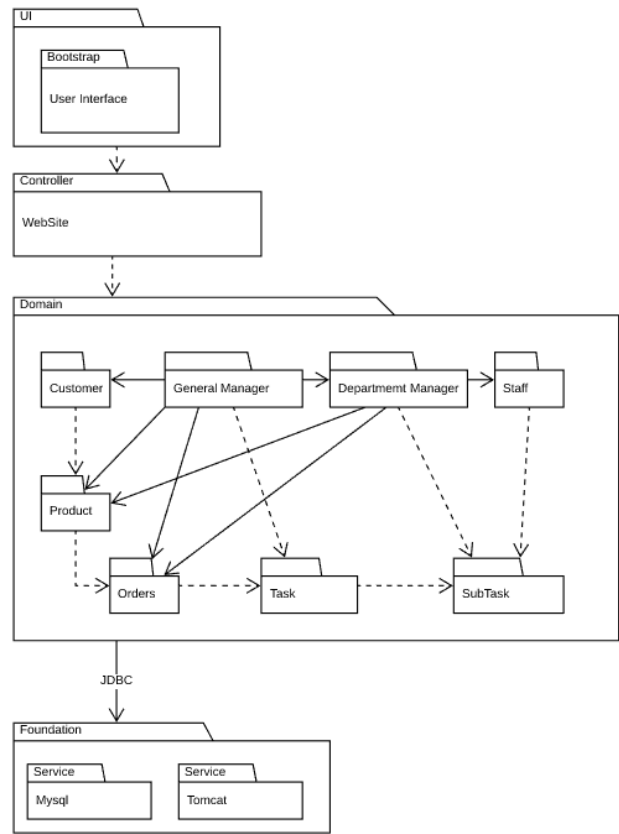 UI
Bootstrap
User Interface
Controller
WebSite
Domain
Customer
General Manager
Departmemt Manager
Staff
Product
Orders
Task
SubTask
JDBC
Foundation
Service
Mysql
Service
Tomcat